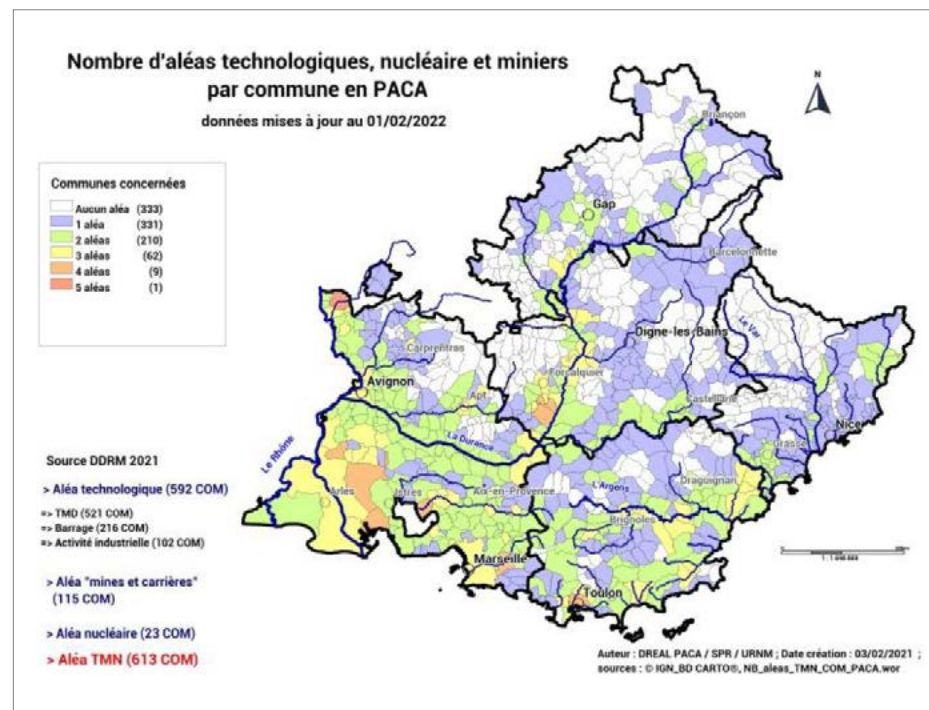 Nombre d'aléas technologiques, nucléaire et miniers
par commune en PACA
données mises à jour au 01/02/2022
N
Communes concernées
Aucun aléa (333)
1 aléa (331)
2 aléas (210)
3 aléas (62)
4 aléas (9)
5 aléas (1)
Briançon
Gap
Barcelonnette
Le Var
Digne-les-Bains
Carprentras
Forcalquier
Avignon
Apt
Castellane
Nice
Grasse
La Durance
Le Rhône
Draguignan
L'Argens
Arles
Istres
Aix-en-Provence
Brignoles
Marseille
Toulon
Source DDRM 2021
> Aléa technologique (592 COM)
=> TMD (521 COM)
=> Barrage (216 COM)
=> Activité industrielle (102 COM)
> Aléa "mines et carrières"
(115 COM)
> Aléa nucléaire (23 COM)
> Aléa TMN (613 COM)
Auteur : DREAL PACA / SPR / URNM ; Date création : 03/02/2021 ;
sources : © IGN_BD CARTO®, NB_aleas_TMN_COM_PACA.wor